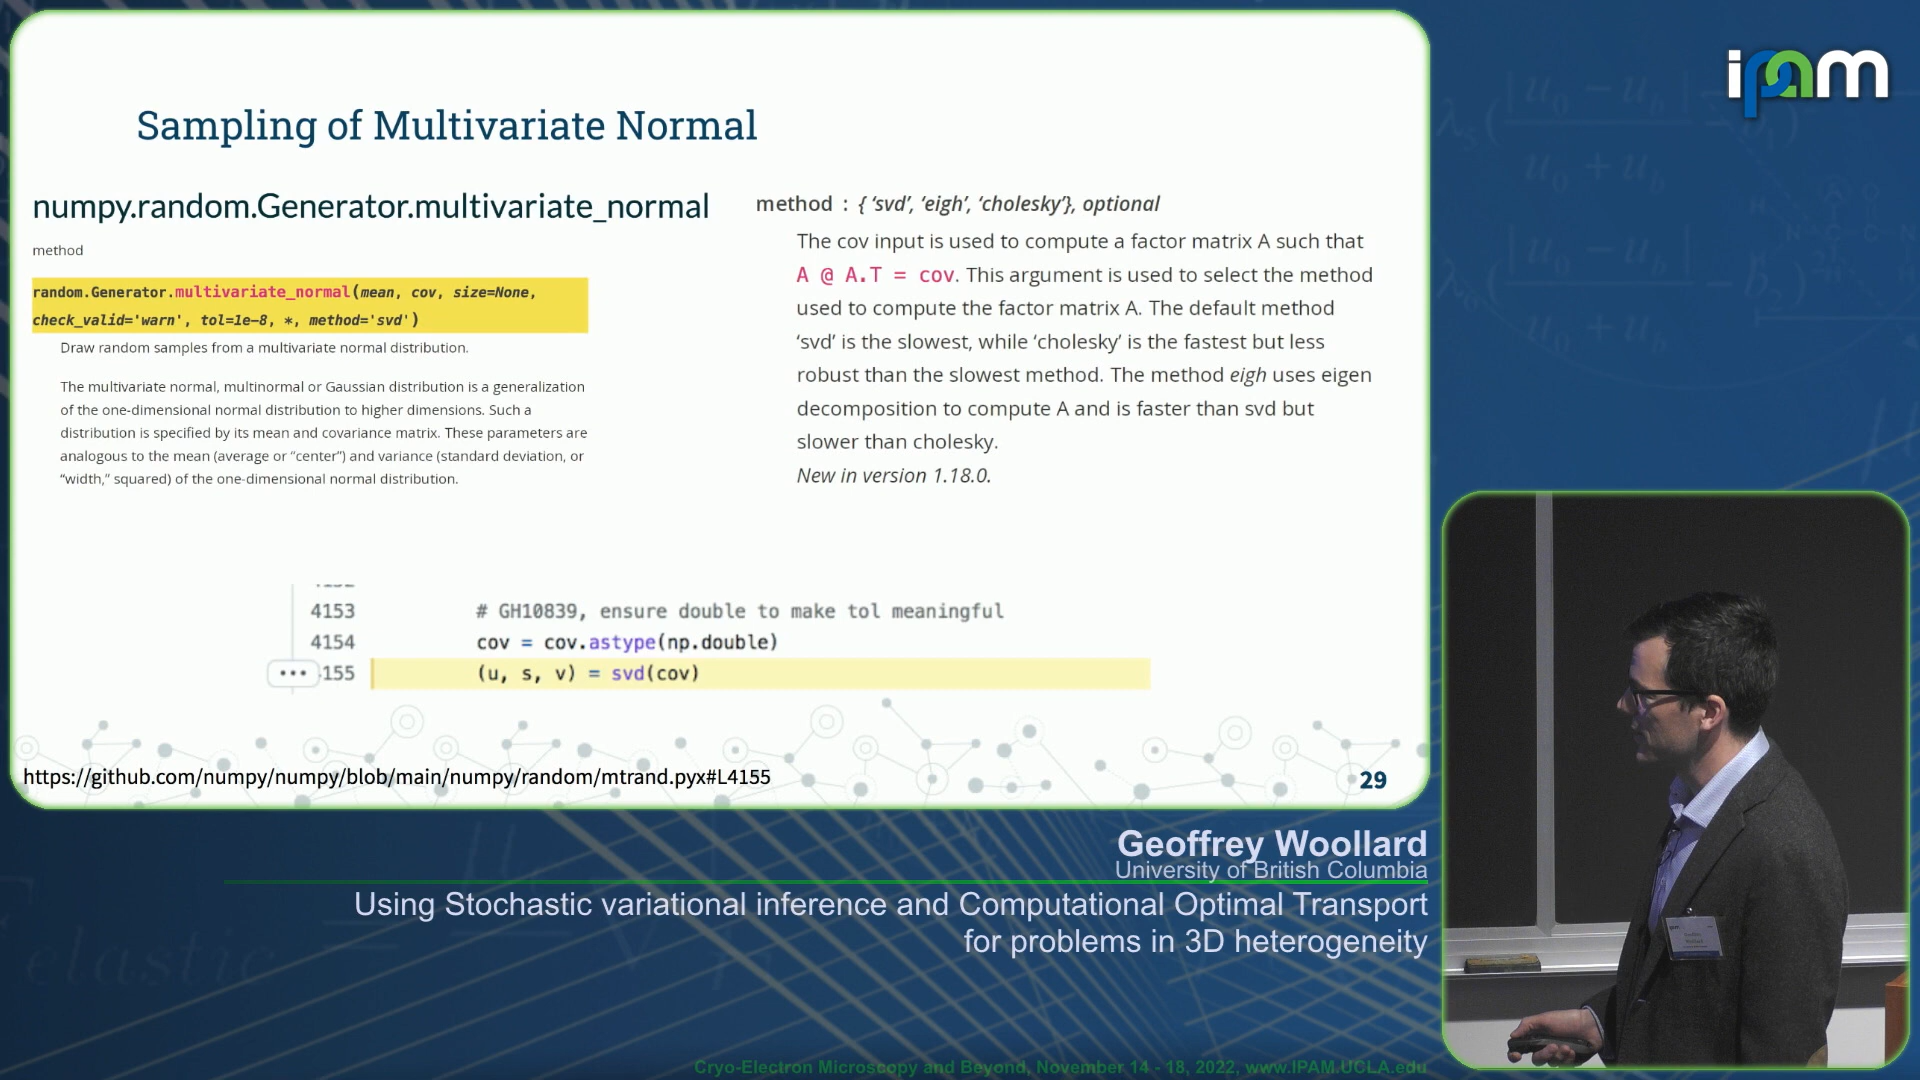 ipam
Sampling of Multivariate Normal
numpy.random.Generator.multivariate_normal
method
random.Generator.multivariate_normal(mean, cov, size=None,
check_valid='warn', tol=1e-8, *, method='svd')
Draw random samples from a multivariate normal distribution.
The multivariate normal, multinormal or Gaussian distribution is a generalization
of the one-dimensional normal distribution to higher dimensions. Such a
distribution is specified by its mean and covariance matrix. These parameters are
analogous to the mean (average or “center”) and variance (standard deviation, or
“width,” squared) of the one-dimensional normal distribution.
method : { ‘svd’, ‘eigh’, ‘cholesky’}, optional
The cov input is used to compute a factor matrix A such that
A @ A.T = cov. This argument is used to select the method
used to compute the factor matrix A. The default method
‘svd’ is the slowest, while ‘cholesky’ is the fastest but less
robust than the slowest method. The method eigh uses eigen
decomposition to compute A and is faster than svd but
slower than cholesky.
New in version 1.18.0.
4153 # GH10839, ensure double to make tol meaningful
4154 cov = cov.astype(np.double)
155 (u, s, v) = svd(cov)
https://github.com/numpy/numpy/blob/main/numpy/random/mtrand.pyx#L4155
29
Geoffrey Woollard
University of British Columbia
Using Stochastic variational inference and Computational Optimal Transport
for problems in 3D heterogeneity
Cryo-Electron Microscopy and Beyond, November 14 - 18, 2022, www.IPAM.UCLA.edu
elastic